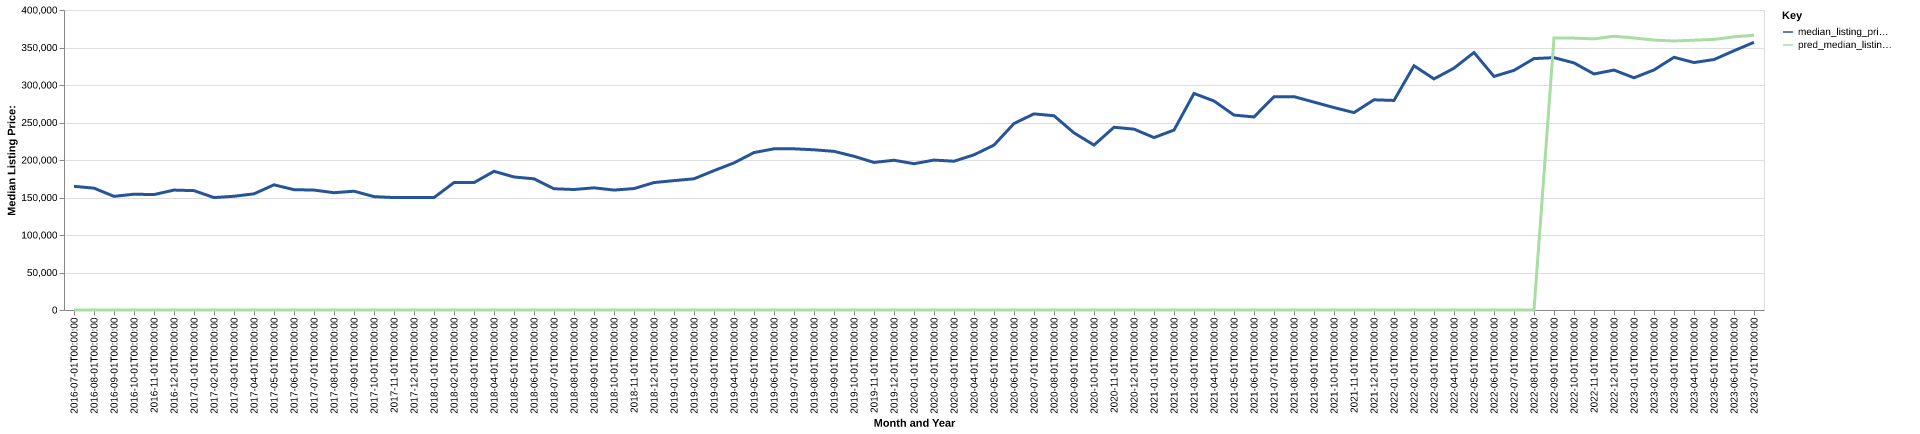 400,000
350,000
300,000
250,000
200,000
150,000
100,000
50,000
0
Median Listing Price:
2016-07-01T00:00:00
2016-08-01T00:00:00
2016-09-01T00:00:00
2016-10-01T00:00:00
2016-11-01T00:00:00
2016-12-01T00:00:00
2017-01-01T00:00:00
2017-02-01T00:00:00
2017-03-01T00:00:00
2017-04-01T00:00:00
2017-05-01T00:00:00
2017-06-01T00:00:00
2017-07-01T00:00:00
2017-08-01T00:00:00
2017-09-01T00:00:00
2017-10-01T00:00:00
2017-11-01T00:00:00
2017-12-01T00:00:00
2018-01-01T00:00:00
2018-02-01T00:00:00
2018-03-01T00:00:00
2018-04-01T00:00:00
2018-05-01T00:00:00
2018-06-01T00:00:00
2018-07-01T00:00:00
2018-08-01T00:00:00
2018-09-01T00:00:00
2018-10-01T00:00:00
2018-11-01T00:00:00
2018-12-01T00:00:00
2019-01-01T00:00:00
2019-02-01T00:00:00
2019-03-01T00:00:00
2019-04-01T00:00:00
2019-05-01T00:00:00
2019-06-01T00:00:00
2019-07-01T00:00:00
2019-08-01T00:00:00
2019-09-01T00:00:00
2019-10-01T00:00:00
2019-11-01T00:00:00
2019-12-01T00:00:00
2020-01-01T00:00:00
2020-02-01T00:00:00
2020-03-01T00:00:00
2020-04-01T00:00:00
2020-05-01T00:00:00
2020-06-01T00:00:00
2020-07-01T00:00:00
2020-08-01T00:00:00
2020-09-01T00:00:00
2020-10-01T00:00:00
2020-11-01T00:00:00
2020-12-01T00:00:00
2021-01-01T00:00:00
2021-02-01T00:00:00
2021-03-01T00:00:00
2021-04-01T00:00:00
2021-05-01T00:00:00
2021-06-01T00:00:00
2021-07-01T00:00:00
2021-08-01T00:00:00
2021-09-01T00:00:00
2021-10-01T00:00:00
2021-11-01T00:00:00
2021-12-01T00:00:00
2022-01-01T00:00:00
2022-02-01T00:00:00
2022-03-01T00:00:00
2022-04-01T00:00:00
2022-05-01T00:00:00
2022-06-01T00:00:00
2022-07-01T00:00:00
2022-08-01T00:00:00
2022-09-01T00:00:00
2022-10-01T00:00:00
2022-11-01T00:00:00
2022-12-01T00:00:00
2023-01-01T00:00:00
2023-02-01T00:00:00
2023-03-01T00:00:00
2023-04-01T00:00:00
2023-05-01T00:00:00
2023-06-01T00:00:00
2023-07-01T00:00:00
Month and Year
Key
median_listing_pri…
pred_median_listin…